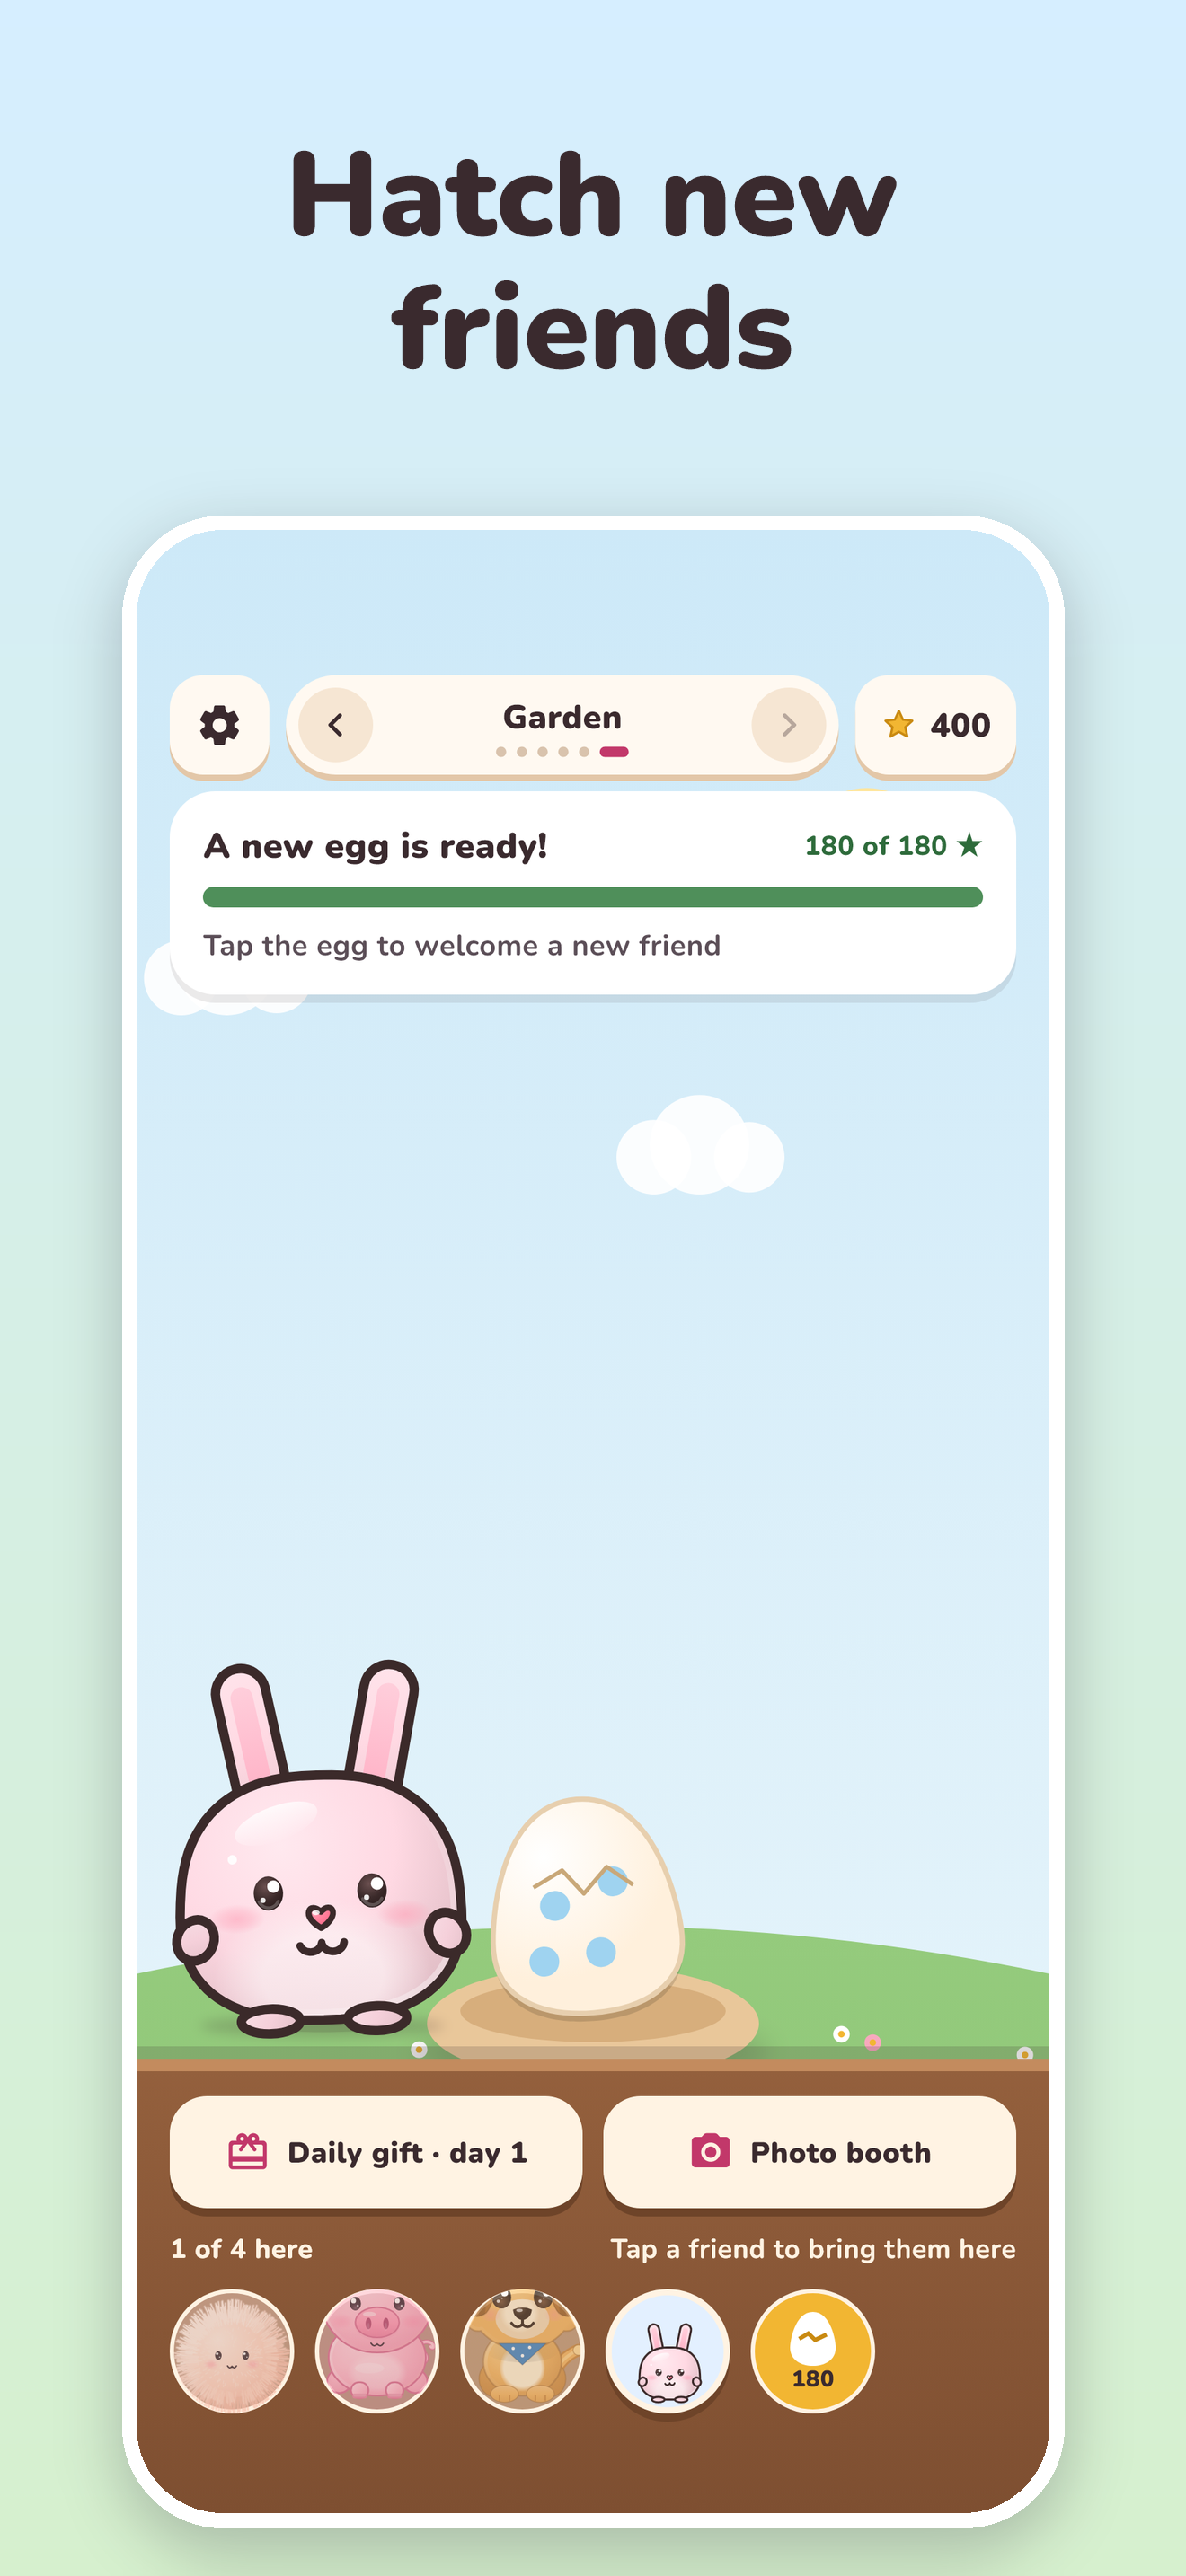 Hatch new
friends
Garden
400
A new egg is ready!
180 of 180 ★
Tap the egg to welcome a new friend
Daily gift · day 1
Photo booth
1 of 4 here
Tap a friend to bring them here
180